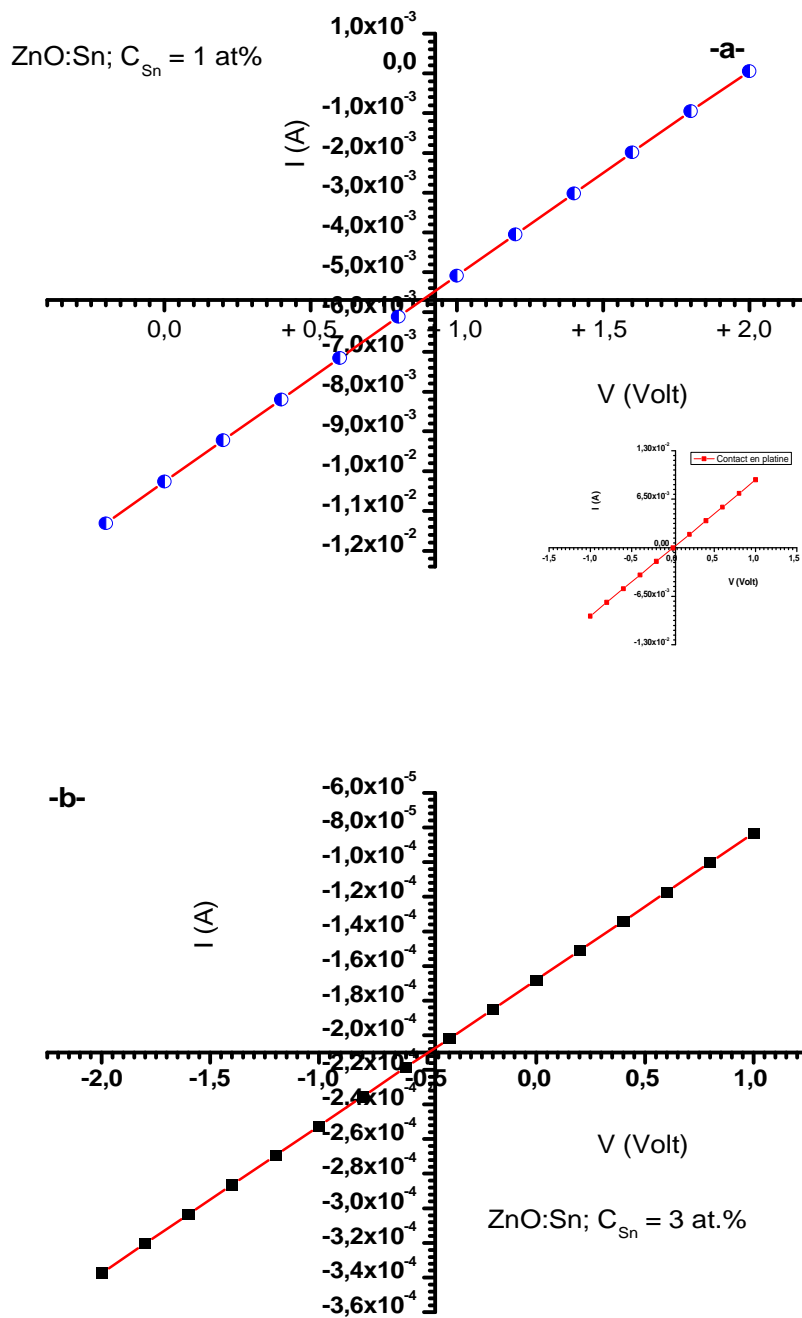 ZnO:Sn; C_Sn = 1 at%
-a-
I (A)
1,0x10^-3
0,0
-1,0x10^-3
-2,0x10^-3
-3,0x10^-3
-4,0x10^-3
-5,0x10^-3
-6,0x10^-3
-7,0x10^-3
-8,0x10^-3
-9,0x10^-3
-1,0x10^-2
-1,1x10^-2
-1,2x10^-2
0,0 + 0,5 + 1,0 + 1,5 + 2,0
V (Volt)
Contact en platine
I (A)
1,30x10^-2
6,50x10^-3
0,00
-6,50x10^-3
-1,30x10^-2
-1,5 -1,0 -0,5 0,0 0,5 1,0 1,5
V (Volt)
-b-
I (A)
-6,0x10^-5
-8,0x10^-5
-1,0x10^-4
-1,2x10^-4
-1,4x10^-4
-1,6x10^-4
-1,8x10^-4
-2,0x10^-4
-2,2x10^-4
-2,4x10^-4
-2,6x10^-4
-2,8x10^-4
-3,0x10^-4
-3,2x10^-4
-3,4x10^-4
-3,6x10^-4
-2,0 -1,5 -1,0 -0,5 0,0 0,5 1,0
V (Volt)
ZnO:Sn; C_Sn = 3 at.%